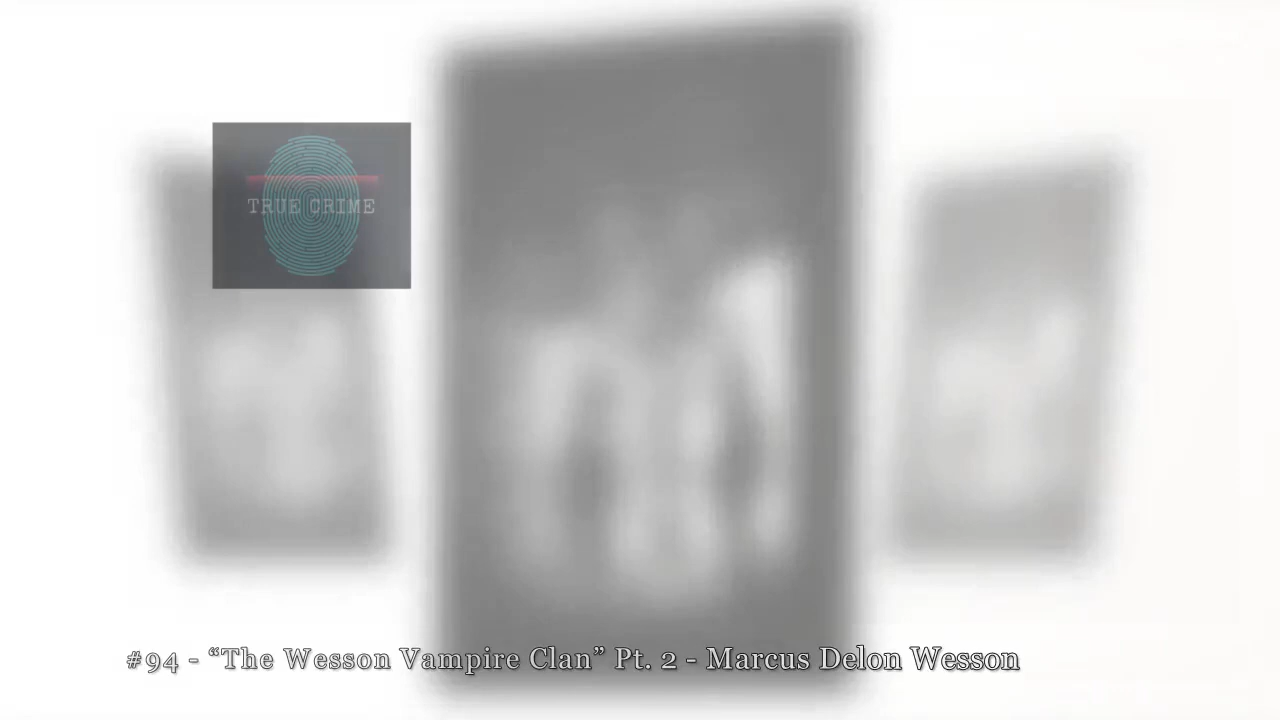 TRUE CRIME
#94 - “The Wesson Vampire Clan” Pt. 2 - Marcus Delon Wesson